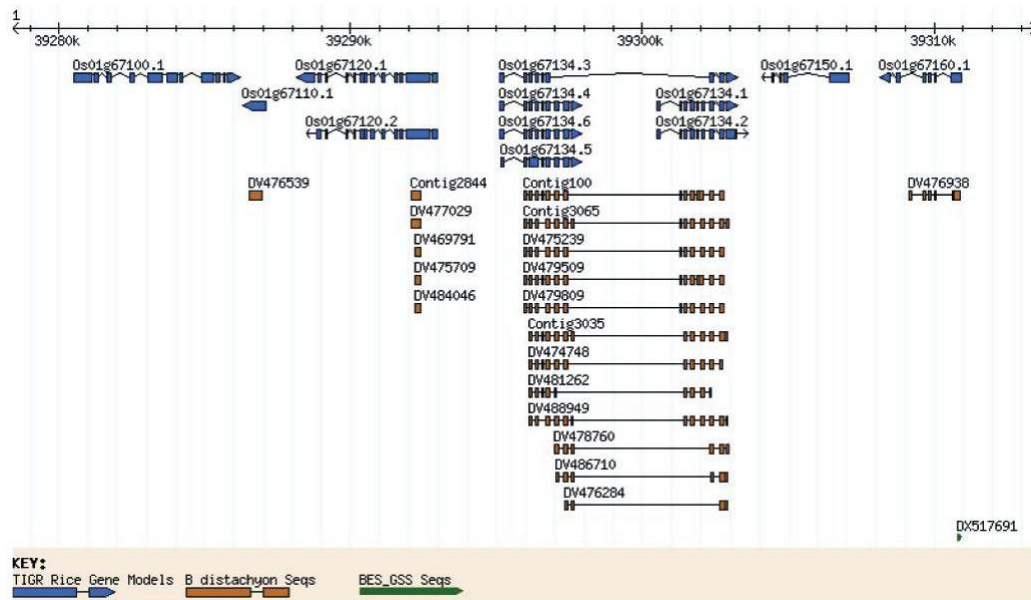 1
39280k 39290k 39300k 39310k
Os01g67100.1 Os01g67120.1 Os01g67134.3 Os01g67150.1 Os01g67160.1
Os01g67110.1 Os01g67134.4 Os01g67134.1
Os01g67120.2 Os01g67134.6 Os01g67134.2
Os01g67134.5
DV476539 Contig2844 Contig100 DV476938
DV477029 Contig3065
DV469791 DV475239
DV475709 DV479509
DV484046 DV479809
Contig3035
DV474748
DV481262
DV488949
DV478760
DV486710
DV476284
DX517691
KEY:
TIGR Rice Gene Models B distachyon Seqs BES_GSS Seqs